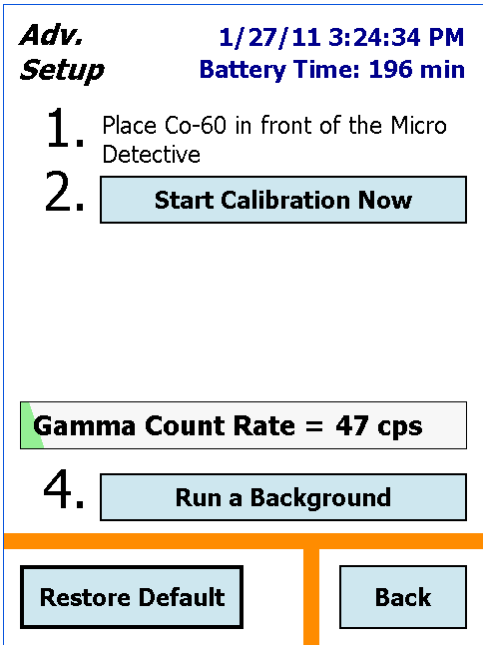 Adv.
Setup
1/27/11 3:24:34 PM
Battery Time: 196 min
1. Place Co-60 in front of the Micro
Detective
2. Start Calibration Now
Gamma Count Rate = 47 cps
4. Run a Background
Restore Default
Back